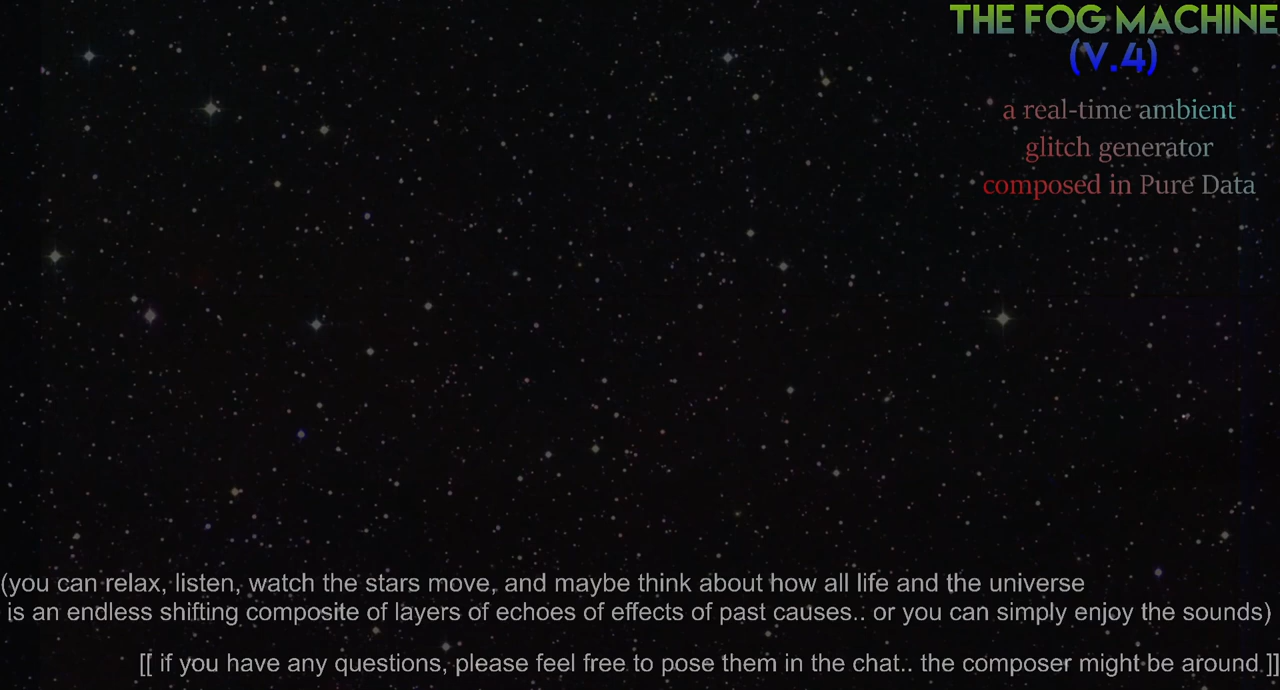 THE FOG MACHINE
(V.4)
a real-time ambient
glitch generator
composed in Pure Data
(you can relax, listen, watch the stars move, and maybe think about how all life and the universe
is an endless shifting composite of layers of echoes of effects of past causes.. or you can simply enjoy the sounds)
[[ if you have any questions, please feel free to pose them in the chat.. the composer might be around ]]